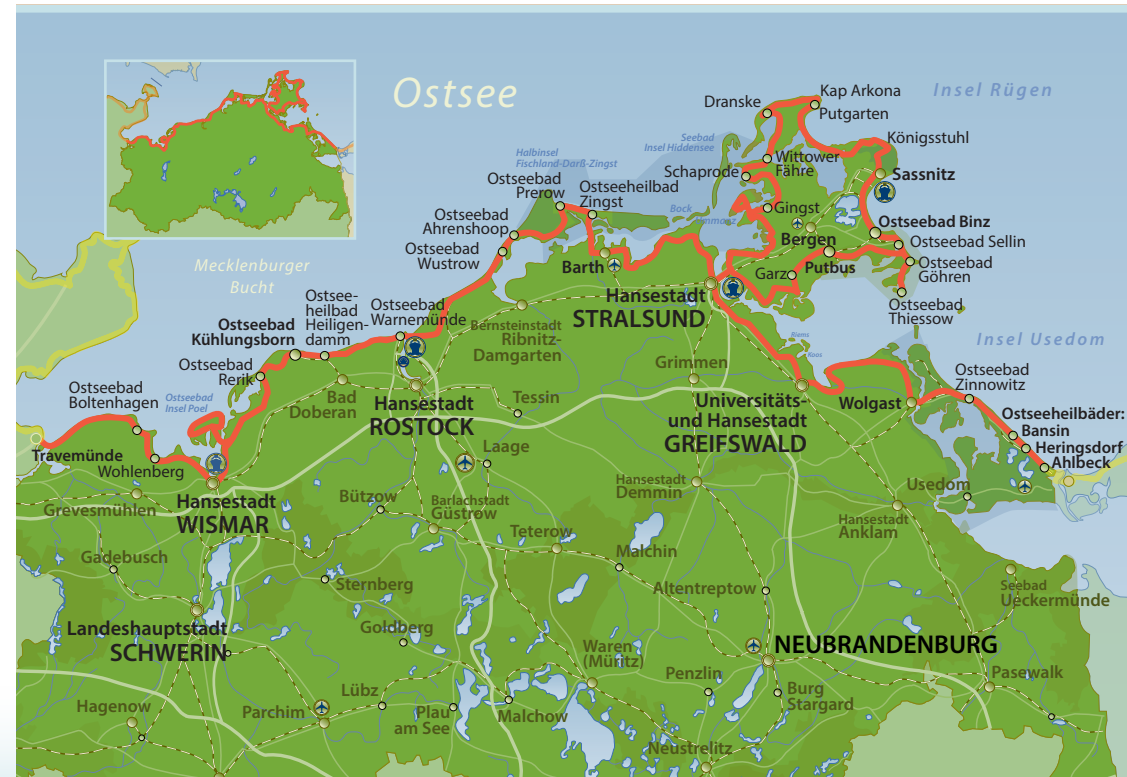 Ostsee
Insel Rügen
Kap Arkona
Putgarten
Dranske
Königsstuhl
Seebad
Insel Hiddensee
Wittower
Fähre
Schaprode
Sassnitz
Halbinsel
Fischland-Darß-Zingst
Ostseebad
Prerow
Ostseeheilbad
Zingst
Bock
Ummanz
Gingst
Ostseebad Binz
Ostseebad
Ahrenshoop
Bergen
Ostseebad Sellin
Ostseebad
Wustrow
Barth
Garz
Putbus
Ostseebad
Göhren
Mecklenburger
Bucht
Ostsee-
heilbad
Heiligen-
damm
Ostseebad
Warnemünde
Hansestadt
STRALSUND
Ostseebad
Thiessow
Ostseebad
Kühlungsborn
Bernsteinstadt
Ribnitz-
Damgarten
Riems
Koos
Insel Usedom
Ostseebad
Rerik
Grimmen
Ostseebad
Zinnowitz
Ostseebad
Boltenhagen
Ostseebad
Insel Poel
Bad
Doberan
Hansestadt
ROSTOCK
Tessin
Universitäts-
und Hansestadt
GREIFSWALD
Wolgast
Ostseeheilbäder:
Bansin
Heringsdorf
Ahlbeck
Travemünde
Wohlenberg
Laage
Hansestadt
Demmin
Usedom
Grevesmühlen
Hansestadt
WISMAR
Bützow
Barlachstadt
Güstrow
Hansestadt
Anklam
Teterow
Malchin
Gadebusch
Sternberg
Altentreptow
Seebad
Ueckermünde
Landeshauptstadt
SCHWERIN
Goldberg
Waren
(Müritz)
NEUBRANDENBURG
Penzlin
Pasewalk
Burg
Stargard
Hagenow
Parchim
Lübz
Plau
am See
Malchow
Neustrelitz